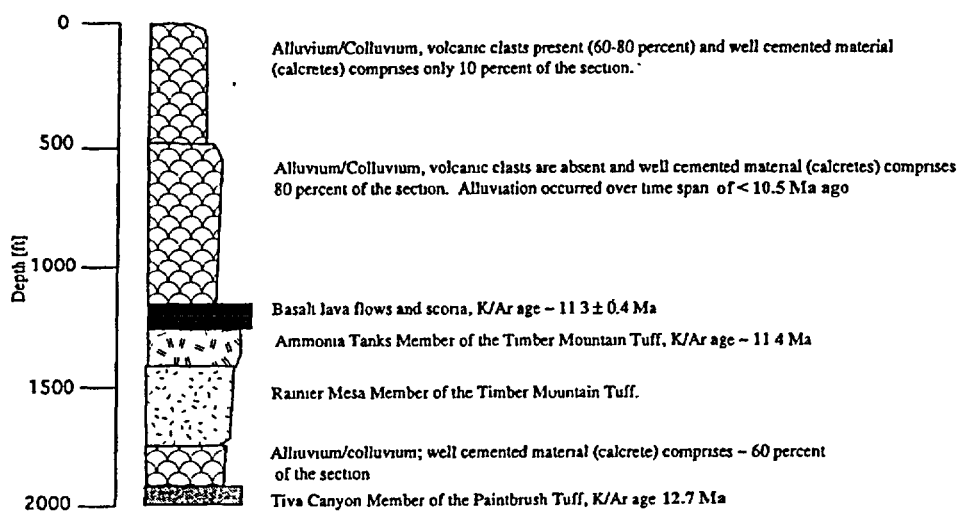 0
Alluvium/Colluvium, volcanic clasts present (60-80 percent) and well cemented material
(calcretes) comprises only 10 percent of the section.
500
Alluvium/Colluvium, volcanic clasts are absent and well cemented material (calcretes) comprises
80 percent of the section. Alluviation occurred over time span of < 10.5 Ma ago
Depth [ft]
1000
Basalt lava flows and scoria, K/Ar age ~ 11 3 ± 0.4 Ma
Ammonia Tanks Member of the Timber Mountain Tuff, K/Ar age ~ 11 4 Ma
1500
Rainier Mesa Member of the Timber Mountain Tuff.
Alluvium/colluvium; well cemented material (calcrete) comprises ~ 60 percent
of the section
2000
Tiva Canyon Member of the Paintbrush Tuff, K/Ar age 12.7 Ma